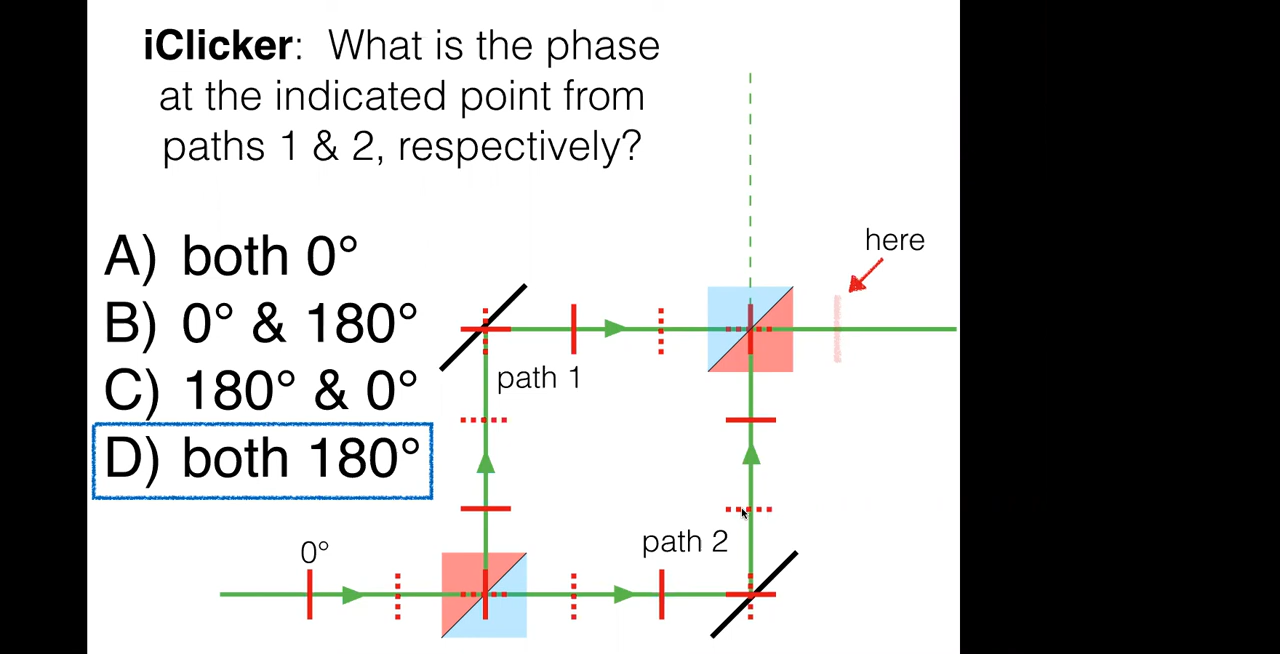 iClicker: What is the phase
at the indicated point from
paths 1 & 2, respectively?
here
A) both 0°
B) 0° & 180°
path 1
C) 180° & 0°
D) both 180°
path 2
0°